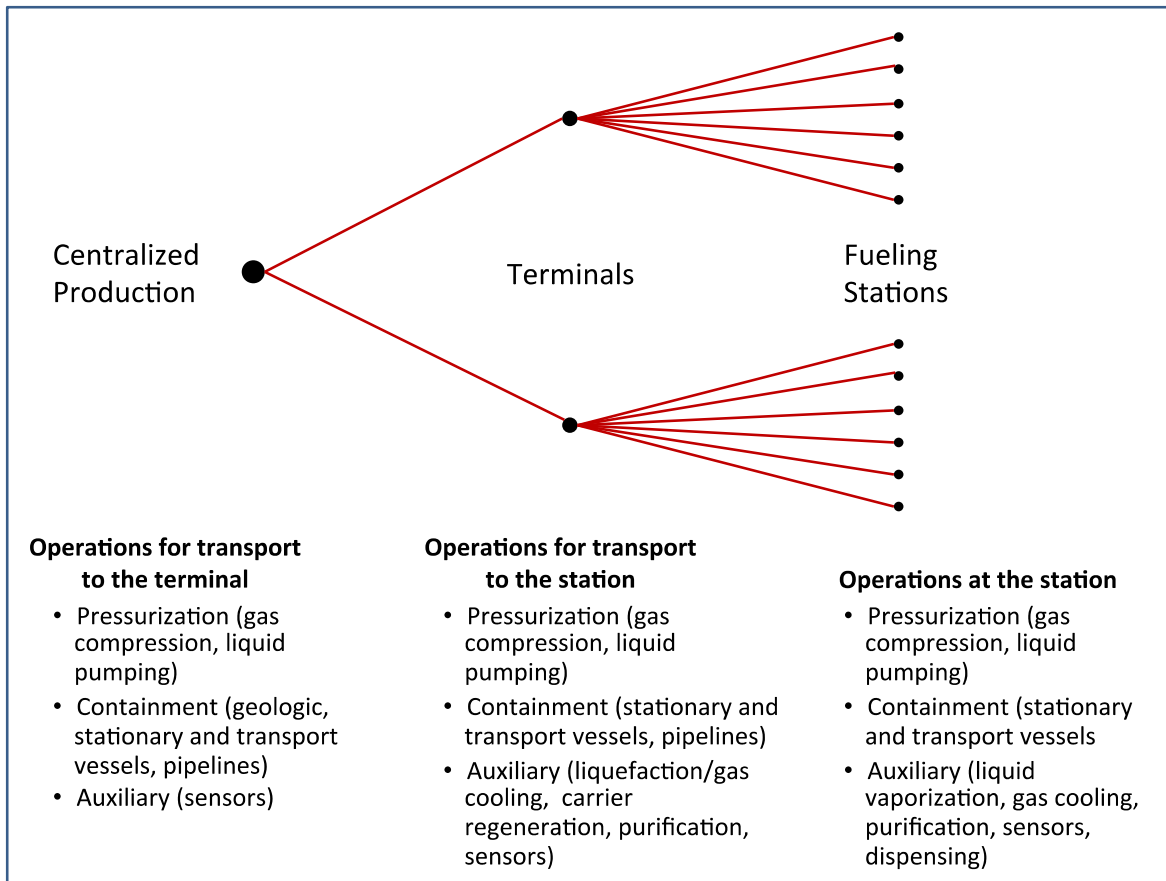 Centralized
Production
Terminals
Fueling
Stations
Operations for transport
to the terminal
• Pressurization (gas
compression, liquid
pumping)
• Containment (geologic,
stationary and transport
vessels, pipelines)
• Auxiliary (sensors)
Operations for transport
to the station
• Pressurization (gas
compression, liquid
pumping)
• Containment (stationary and
transport vessels, pipelines)
• Auxiliary (liquefaction/gas
cooling, carrier
regeneration, purification,
sensors)
Operations at the station
• Pressurization (gas
compression, liquid
pumping)
• Containment (stationary
and transport vessels
• Auxiliary (liquid
vaporization, gas cooling,
purification, sensors,
dispensing)